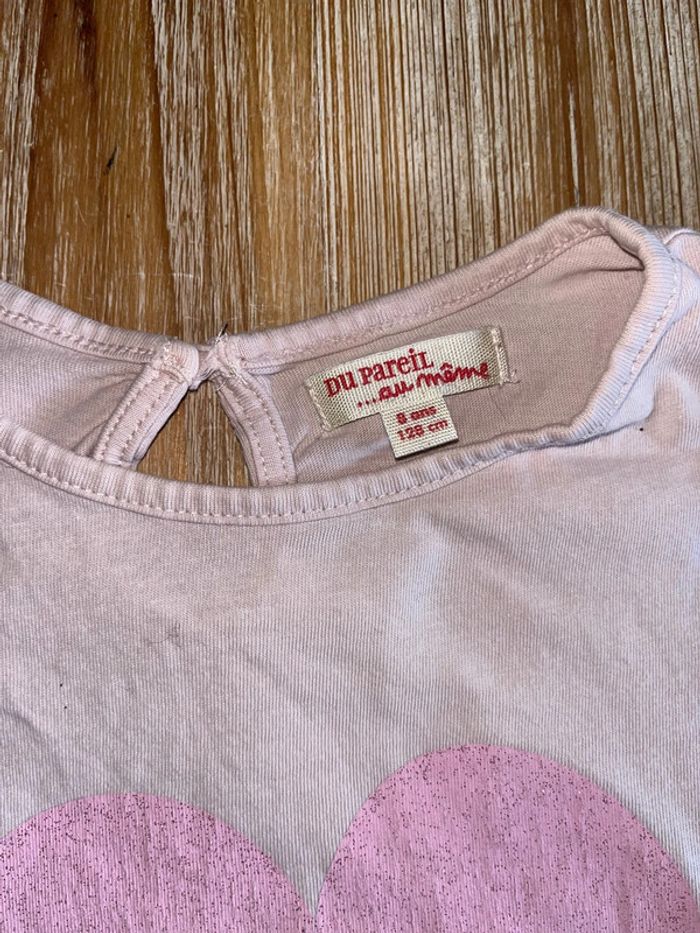 DU PAREIL
...au même
8 ans
128 cm